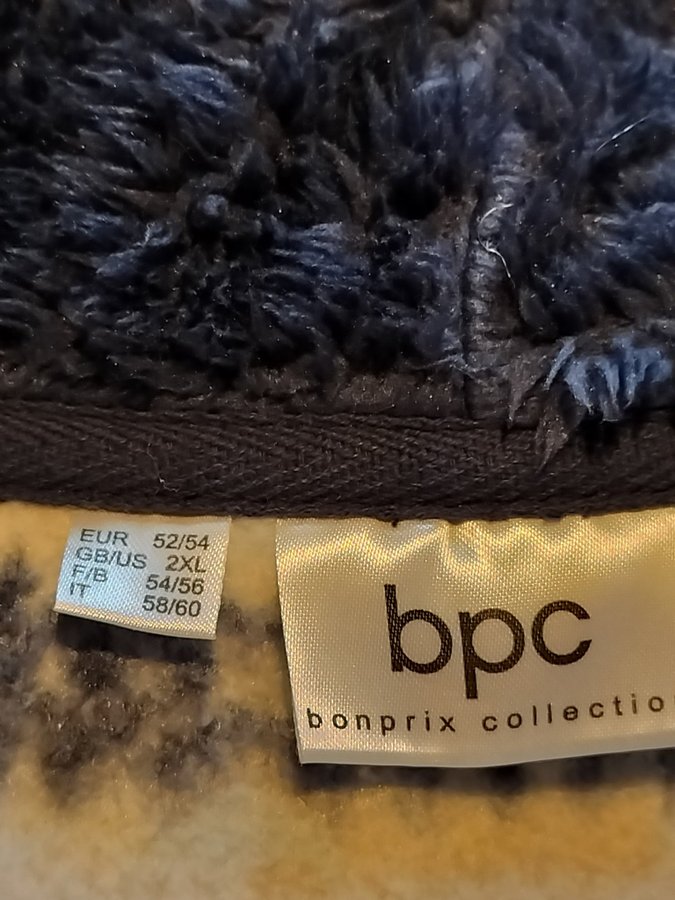 EUR 52/54
GB/US 2XL
F/B 54/56
IT 58/60
bpc
bonprix collectio